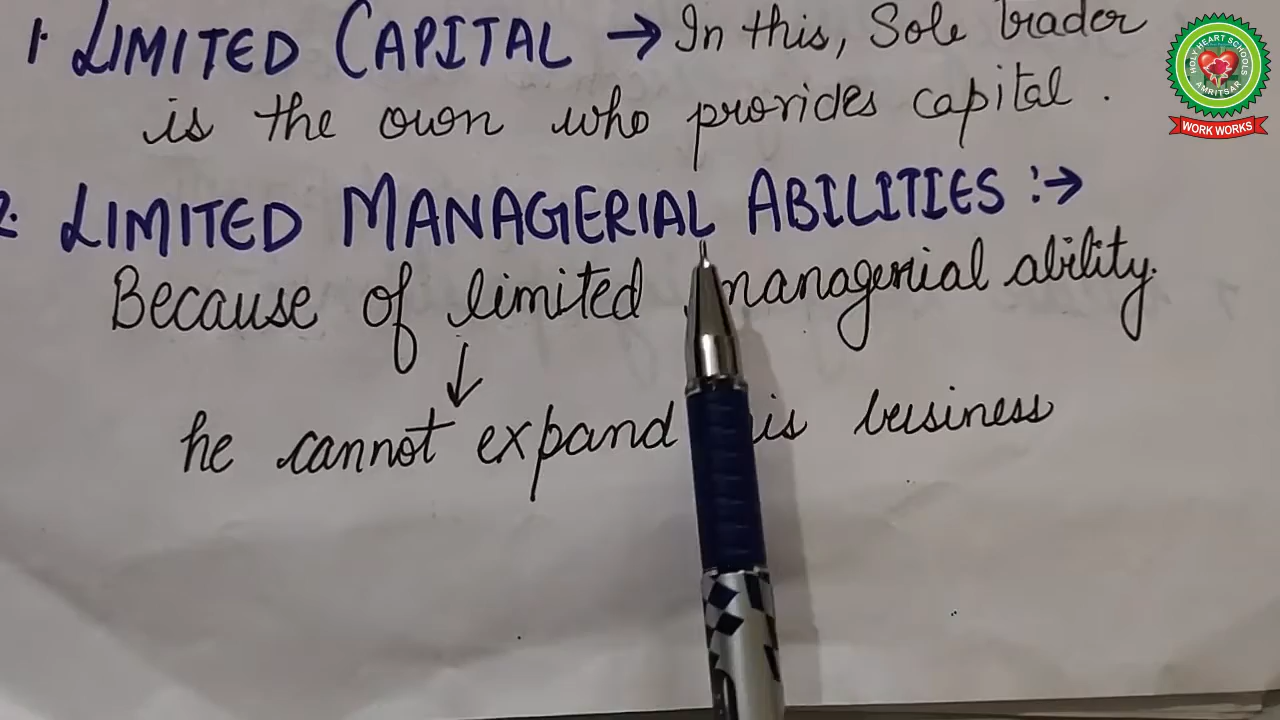 1. LIMITED CAPITAL → In this, Sole trader
is the own who provides capital.
2. LIMITED MANAGERIAL ABILITIES :→
Because of limited managerial ability.
↓
he cannot expand his business
HOLY HEART SCHOOLS
AMRITSAR
WORK WORKS